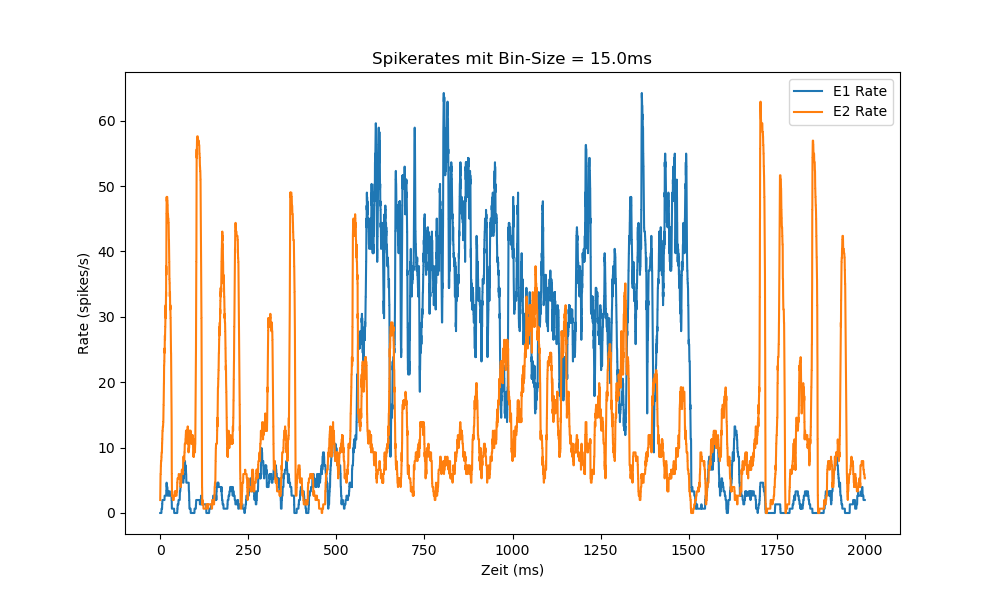 Spikerates mit Bin-Size = 15.0ms
E1 Rate
E2 Rate
Rate (spikes/s)
60
50
40
30
20
10
0
0 250 500 750 1000 1250 1500 1750 2000
Zeit (ms)